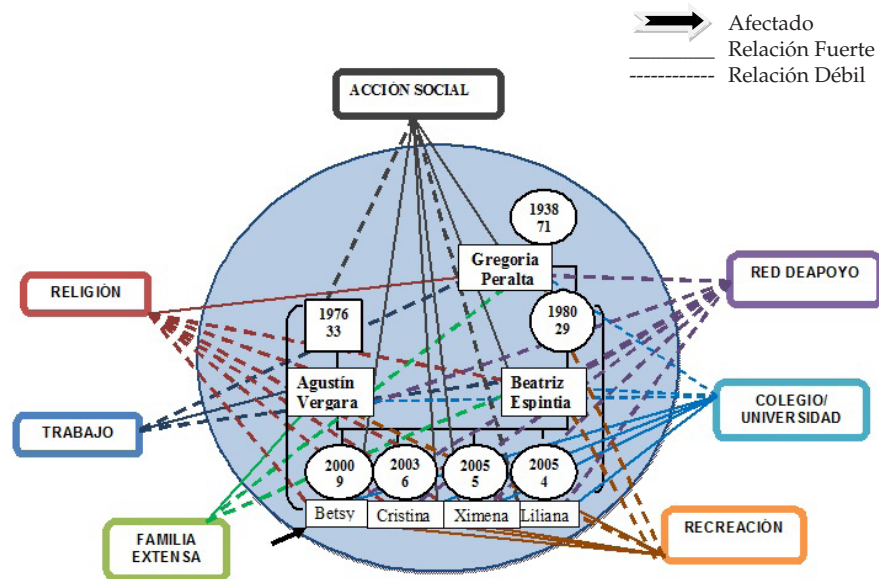 Afectado
Relación Fuerte
Relación Débil
ACCIÓN SOCIAL
1938
71
Gregoria
Peralta
RELIGIÒN
RED DEAPOYO
1976
33
1980
29
Agustín
Vergara
Beatriz
Espintia
TRABAJO
COLEGIO/
UNIVERSIDAD
2000
9
2003
6
2005
5
2005
4
Betsy
Cristina
Ximena
Liliana
FAMILIA
EXTENSA
RECREACIÒN